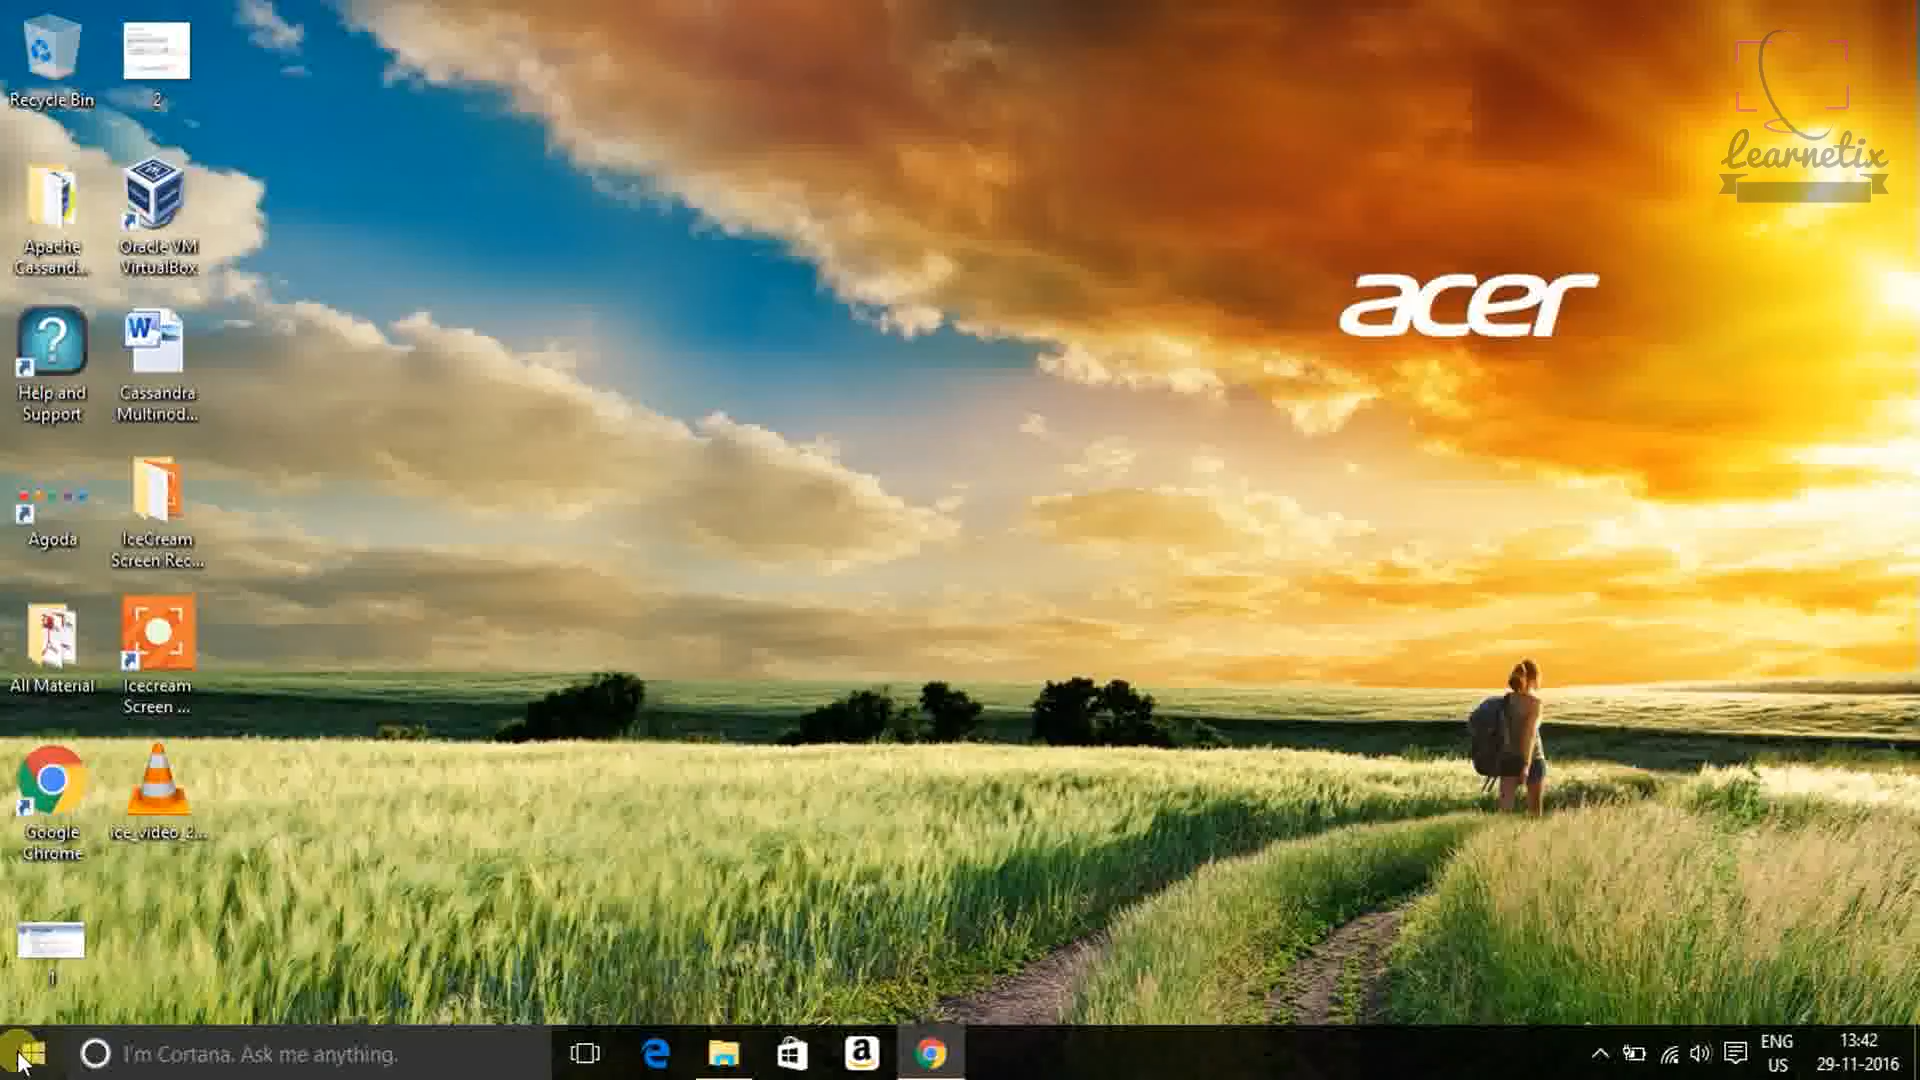 Recycle Bin
2
Learnetix
Apache
Cassand...
Oracle VM
VirtualBox
acer
Help and
Support
Cassandra
Multinod...
Agoda
IceCream
Screen Rec...
All Material
Icecream
Screen ...
Google
Chrome
ice_video_2...
1
I'm Cortana. Ask me anything.
ENG
US
13:42
29-11-2016